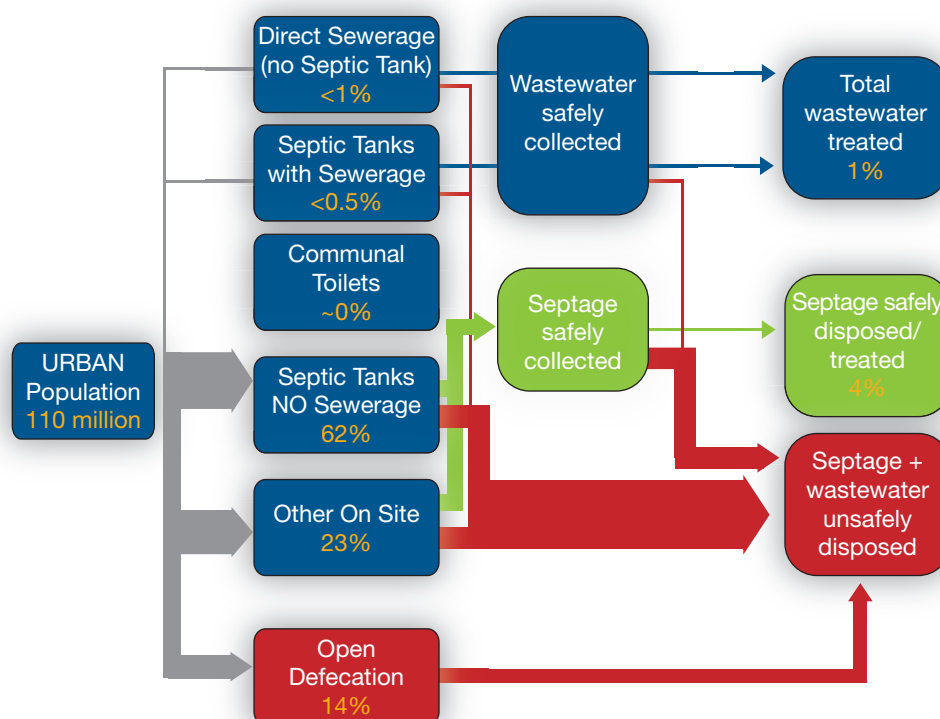 URBAN
Population
110 million
Direct Sewerage
(no Septic Tank)
<1%
Septic Tanks
with Sewerage
<0.5%
Communal
Toilets
~0%
Septic Tanks
NO Sewerage
62%
Other On Site
23%
Open
Defecation
14%
Wastewater
safely
collected
Septage
safely
collected
Total
wastewater
treated
1%
Septage safely
disposed/
treated
4%
Septage +
wastewater
unsafely
disposed